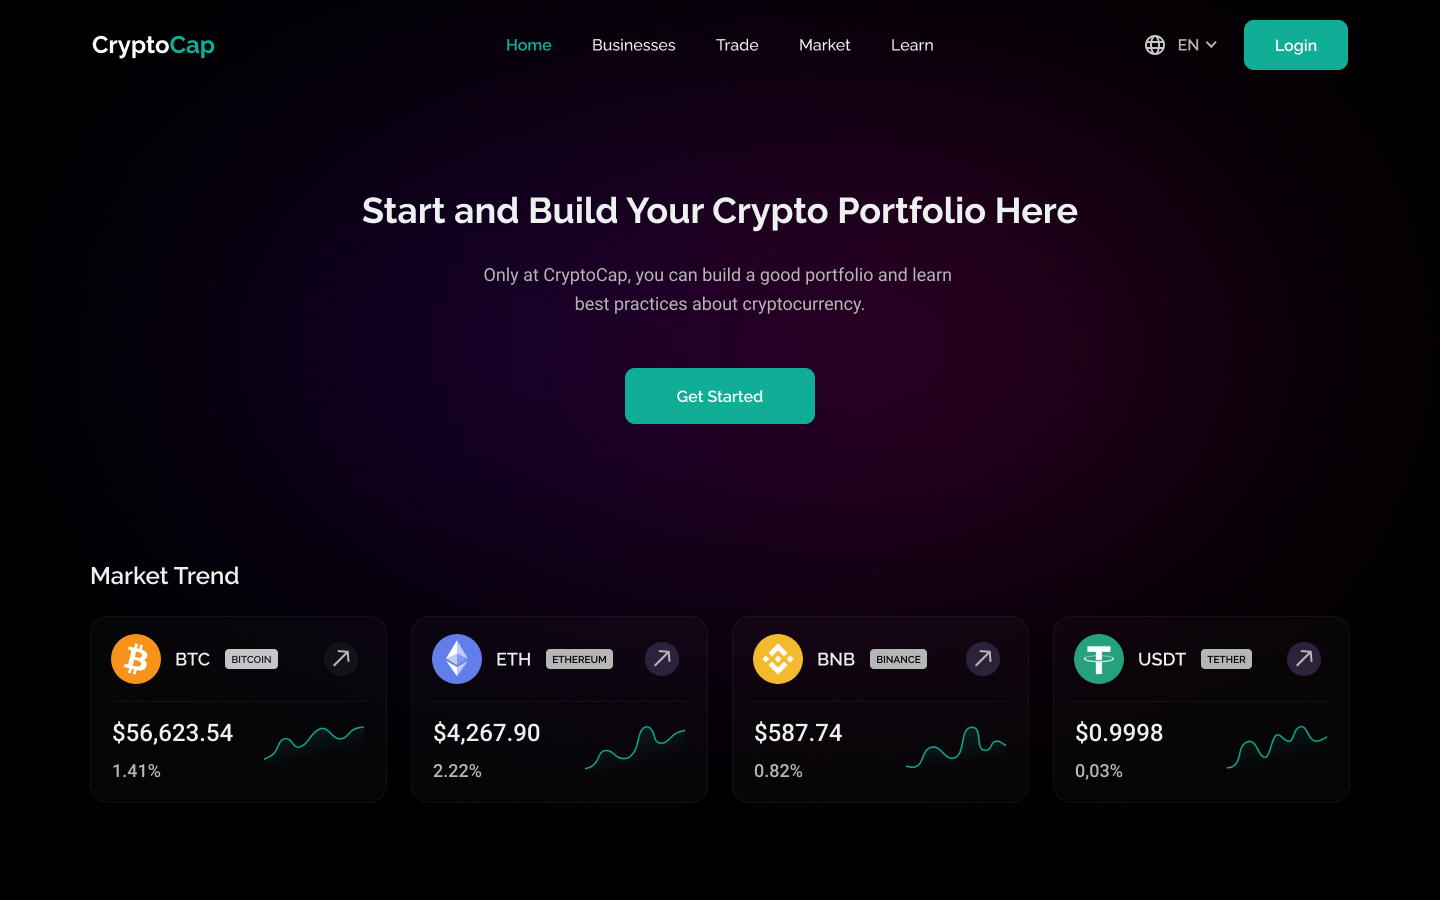 CryptoCap
Home Businesses Trade Market Learn
EN
Login
Start and Build Your Crypto Portfolio Here
Only at CryptoCap, you can build a good portfolio and learn
best practices about cryptocurrency.
Get Started
Market Trend
BTC BITCOIN
$56,623.54
1.41%
ETH ETHEREUM
$4,267.90
2.22%
BNB BINANCE
$587.74
0.82%
USDT TETHER
$0.9998
0,03%